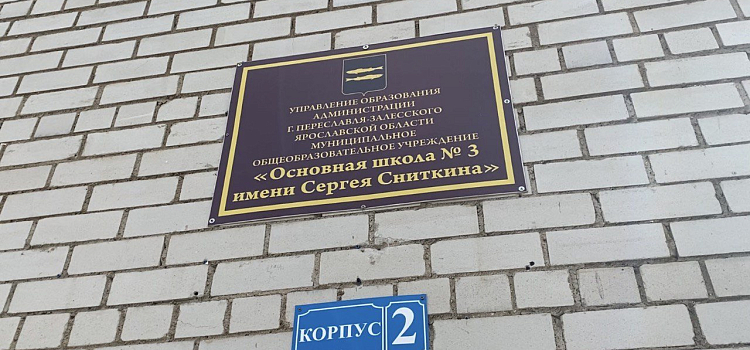 УПРАВЛЕНИЕ ОБРАЗОВАНИЯ
АДМИНИСТРАЦИИ
Г. ПЕРЕСЛАВЛЯ-ЗАЛЕССКОГО
ЯРОСЛАВСКОЙ ОБЛАСТИ
МУНИЦИПАЛЬНОЕ
ОБЩЕОБРАЗОВАТЕЛЬНОЕ УЧРЕЖДЕНИЕ
«Основная школа № 3
имени Сергея Сниткина»
КОРПУС 2